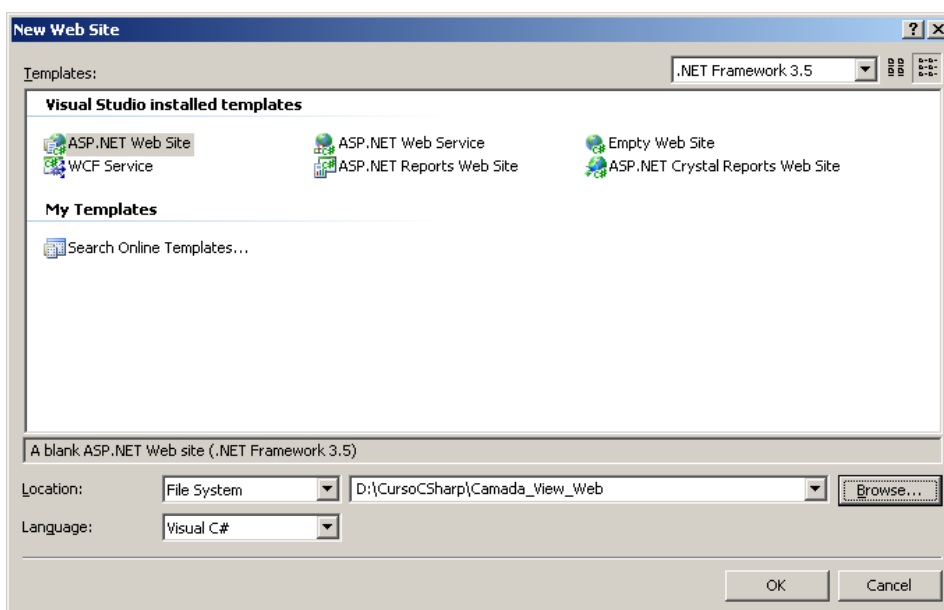 New Web Site
Templates:
.NET Framework 3.5
Visual Studio installed templates
ASP.NET Web Site ASP.NET Web Service Empty Web Site
WCF Service ASP.NET Reports Web Site ASP.NET Crystal Reports Web Site
My Templates
Search Online Templates...
A blank ASP.NET Web site (.NET Framework 3.5)
Location: File System D:\CursoCSharp\Camada_View_Web Browse...
Language: Visual C#
OK Cancel